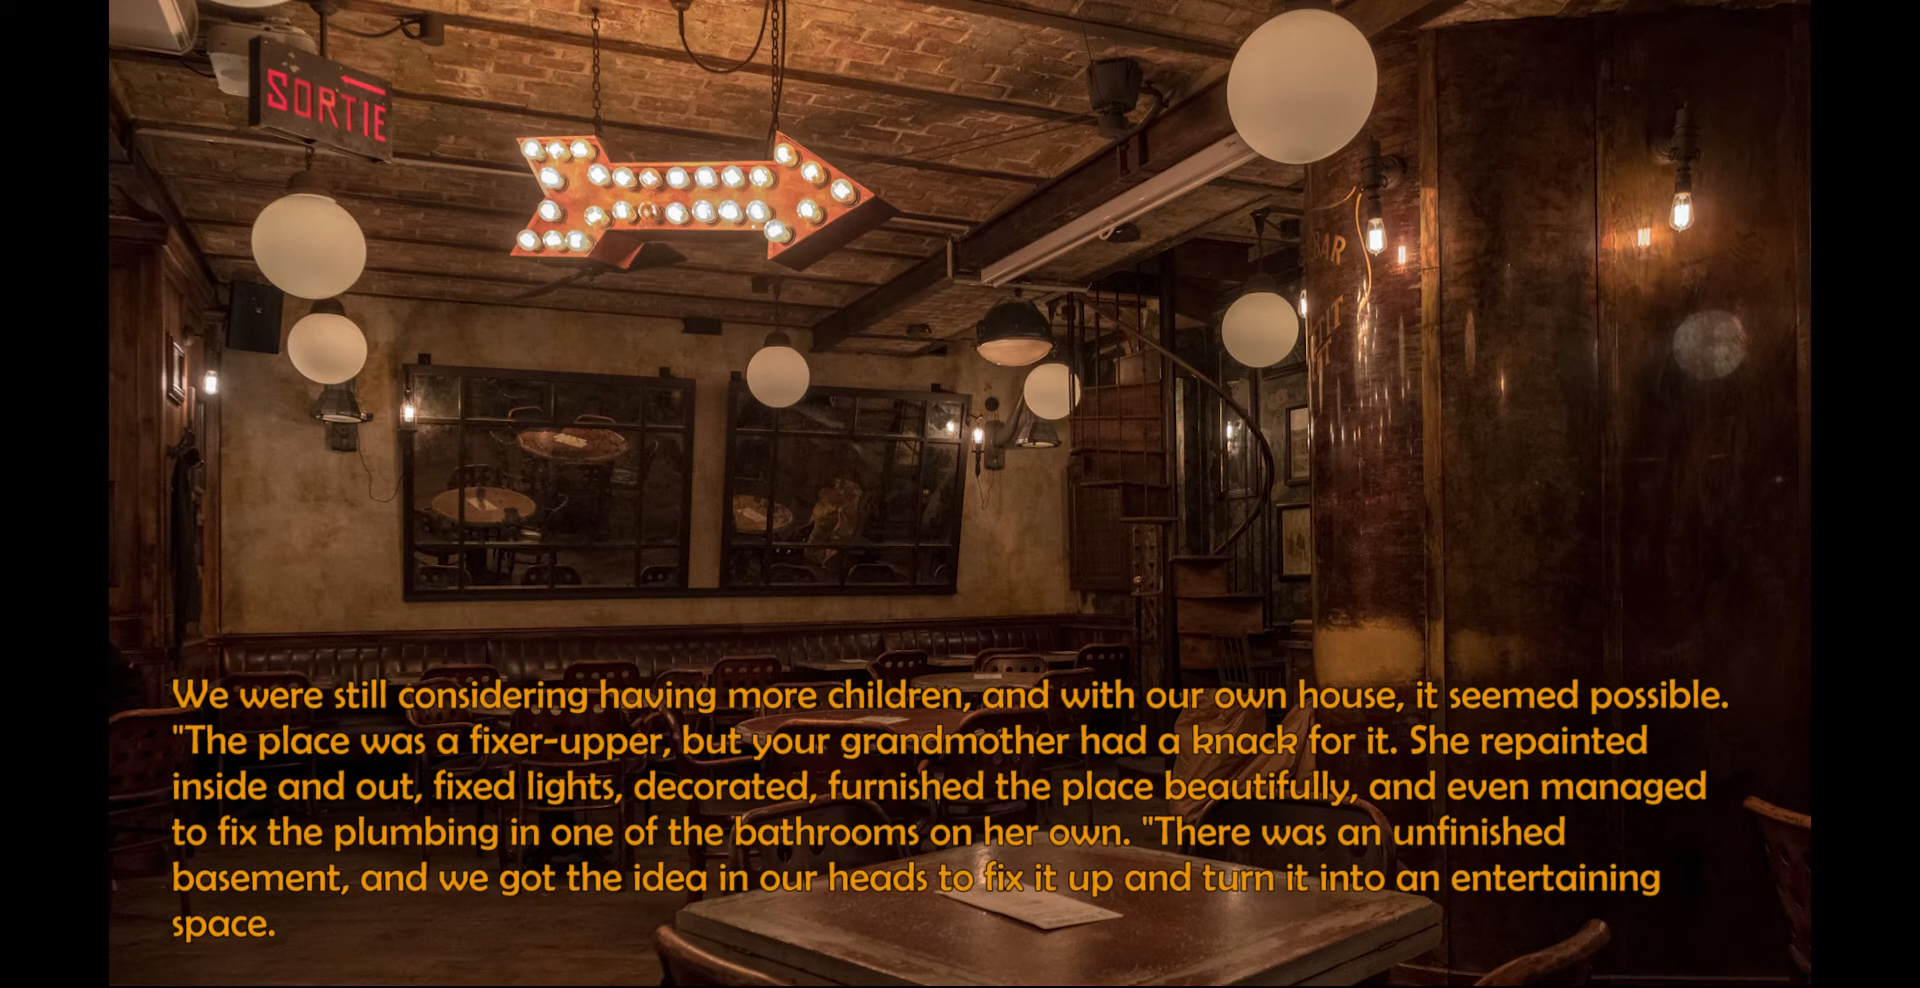 SORTIE
BAR
We were still considering having more children, and with our own house, it seemed possible.
"The place was a fixer-upper, but your grandmother had a knack for it. She repainted
inside and out, fixed lights, decorated, furnished the place beautifully, and even managed
to fix the plumbing in one of the bathrooms on her own. "There was an unfinished
basement, and we got the idea in our heads to fix it up and turn it into an entertaining
space.